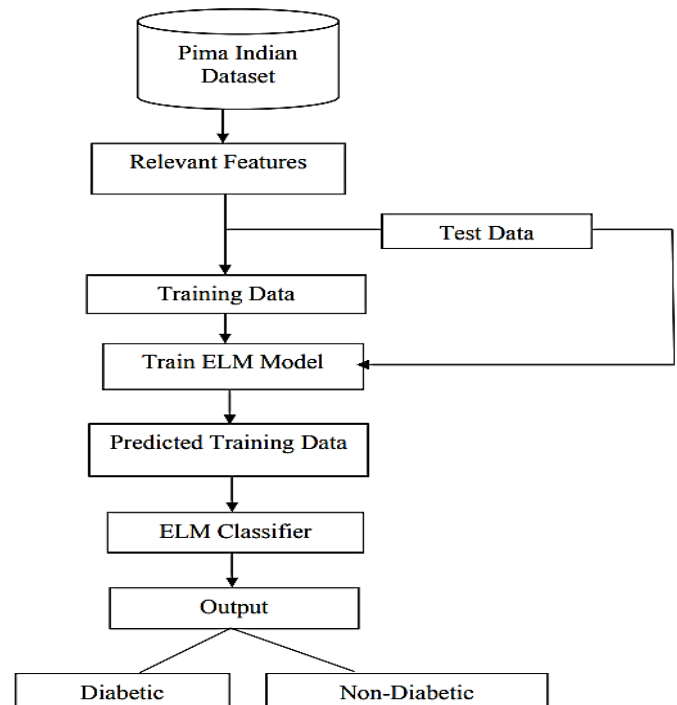 Pima Indian
Dataset
Relevant Features
Test Data
Training Data
Train ELM Model
Predicted Training Data
ELM Classifier
Output
Diabetic
Non-Diabetic